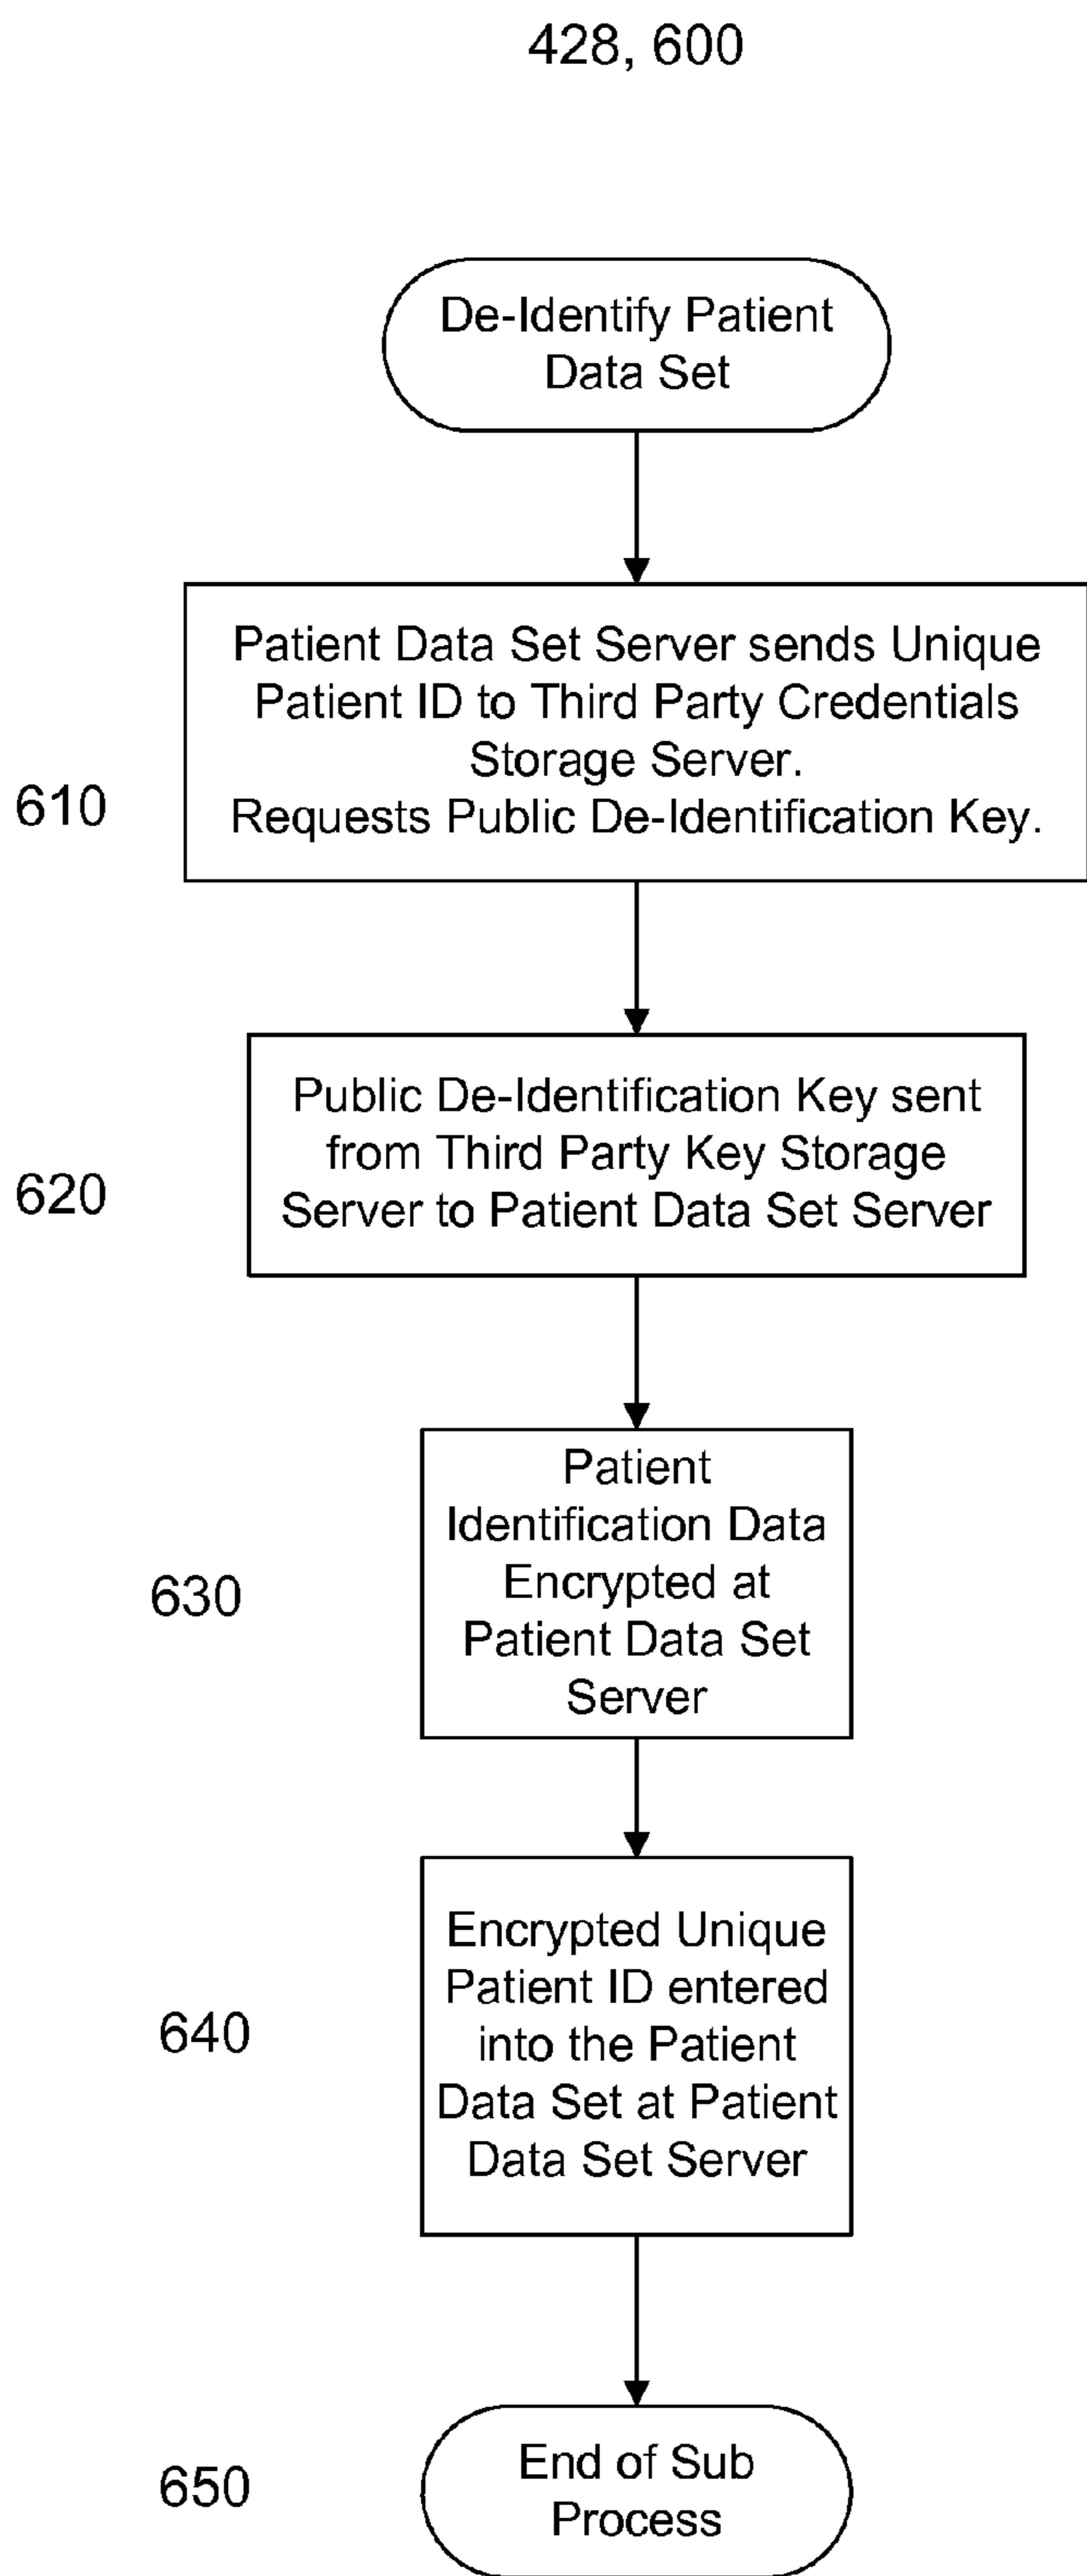 428, 600
De-Identify Patient
Data Set
Patient Data Set Server sends Unique
Patient ID to Third Party Credentials
Storage Server.
610
Requests Public De-Identification Key.
Public De-Identification Key sent
from Third Party Key Storage
620
Server to Patient Data Set Server
Patient
Identification Data
Encrypted at
630
Patient Data Set
Server
Encrypted Unique
Patient ID entered
640
into the Patient
Data Set at Patient
Data Set Server
End of Sub
650
Process